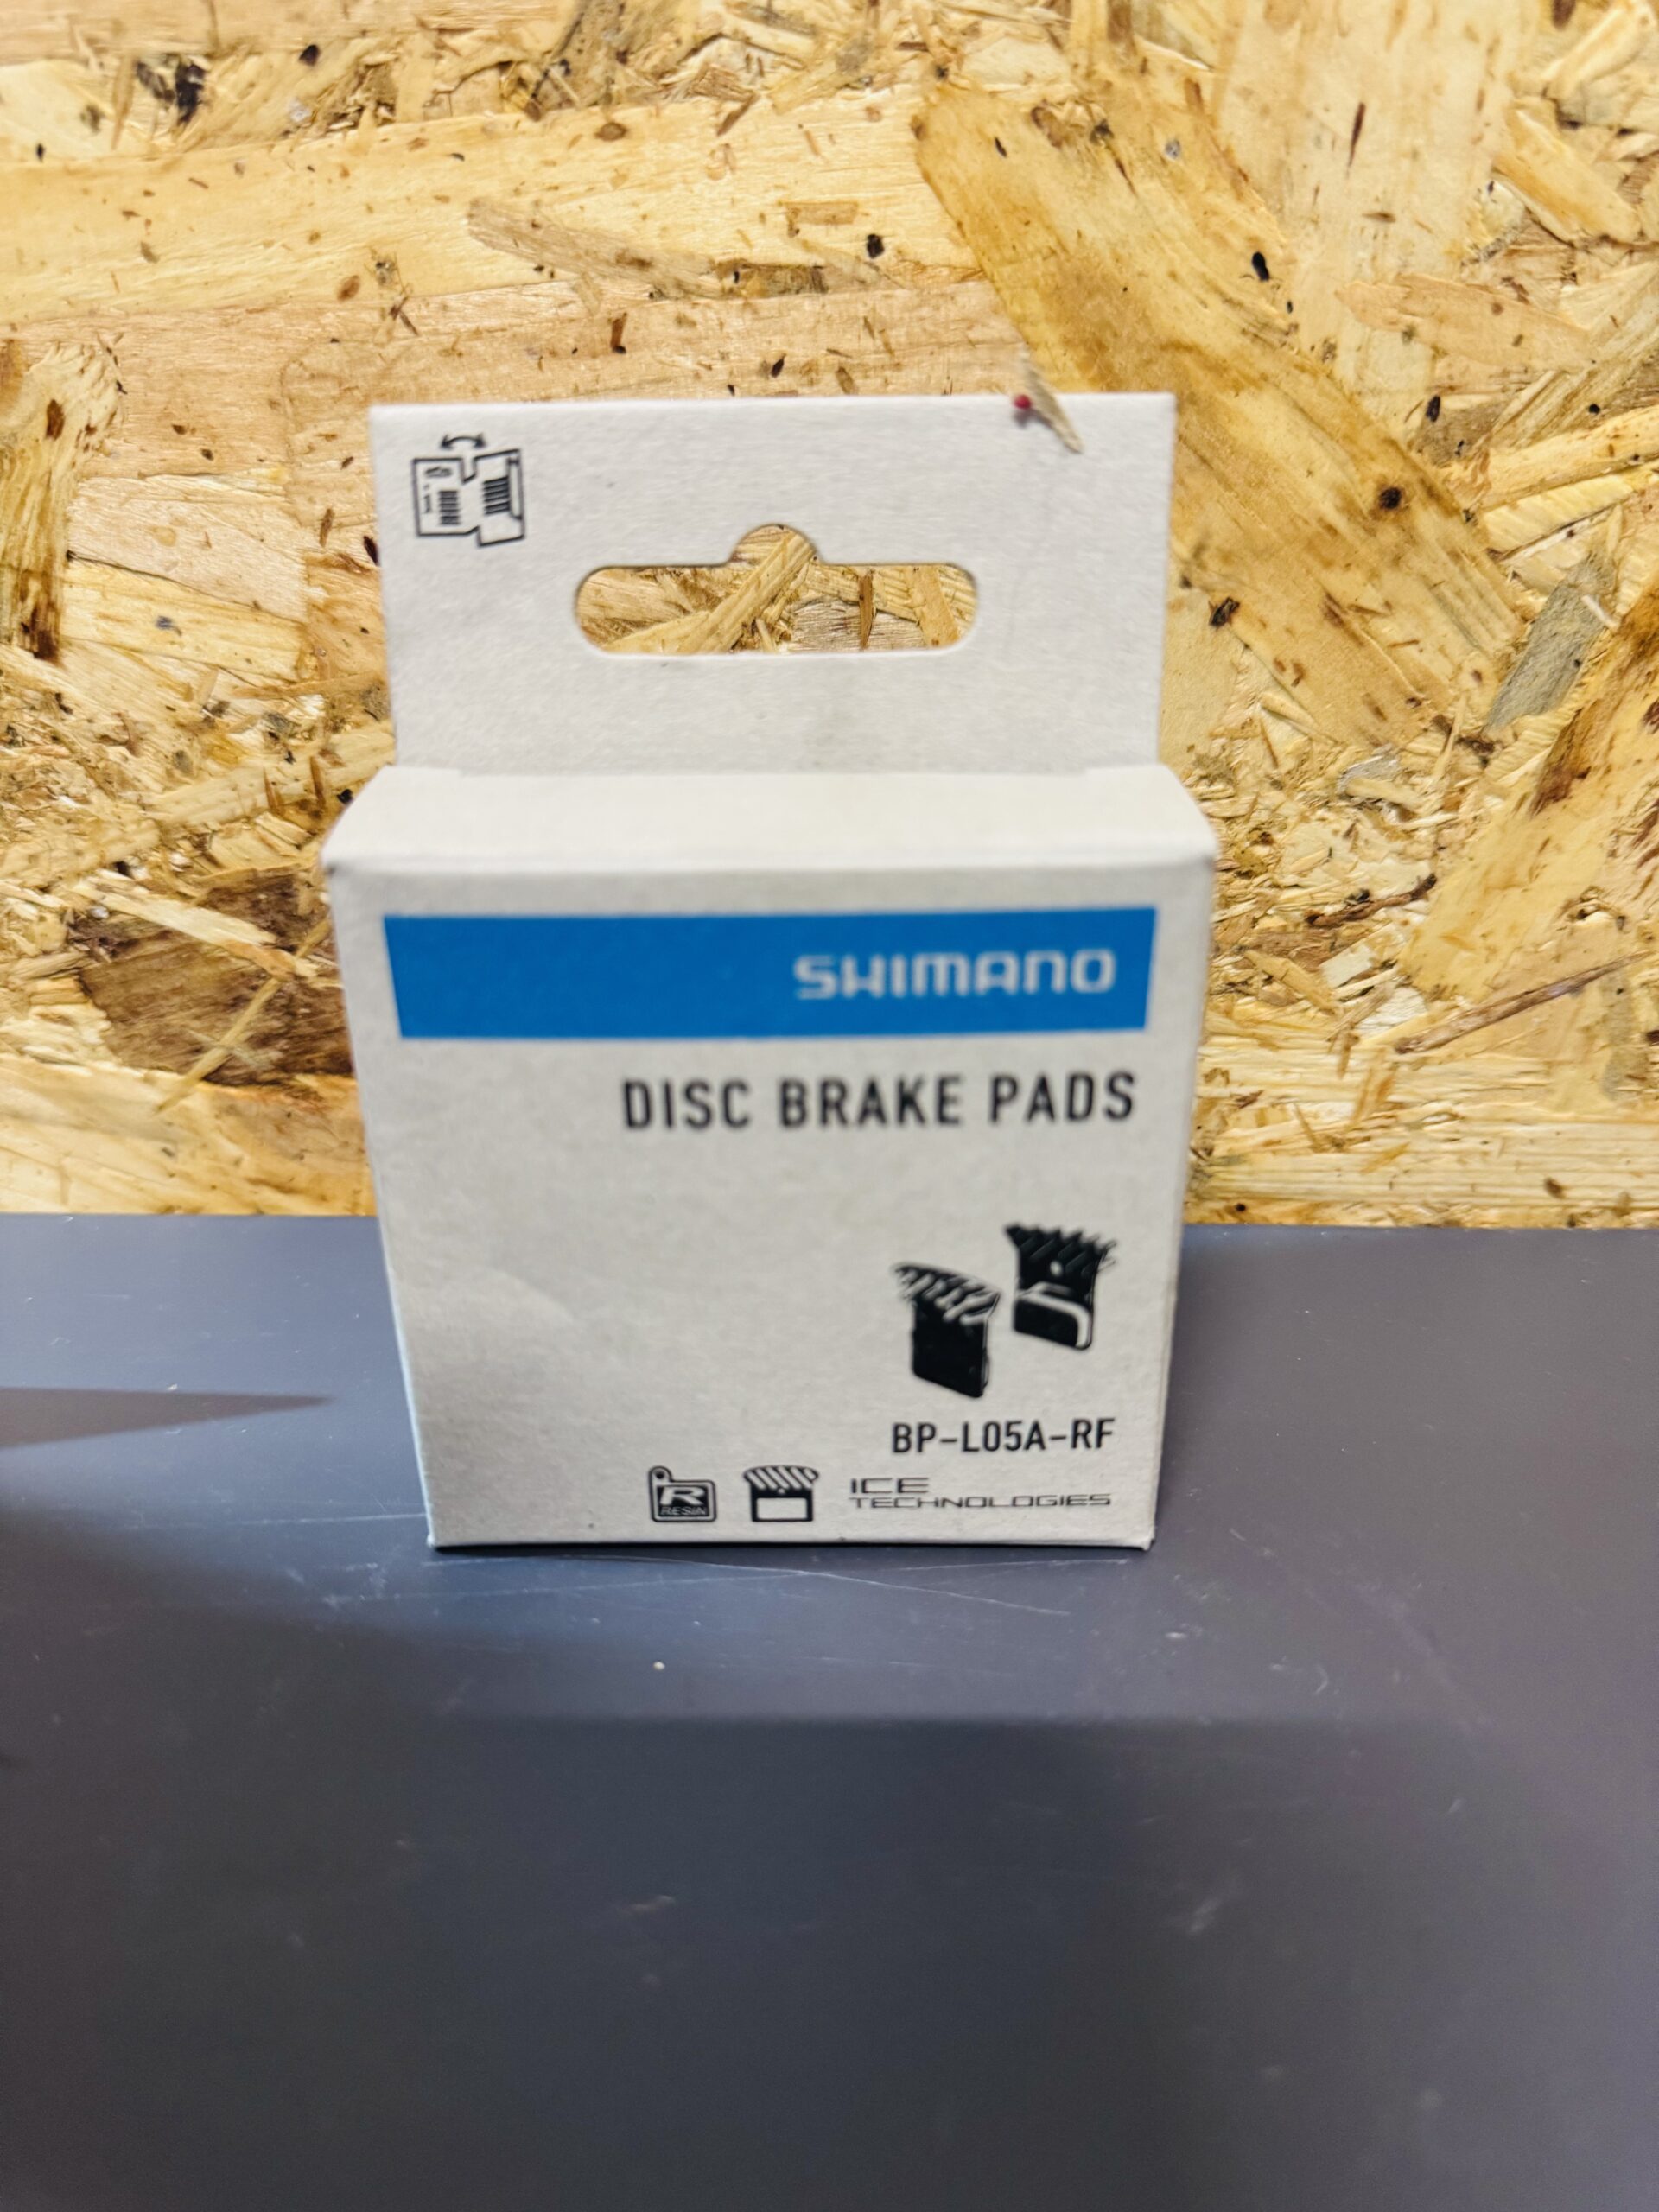 SHIMANO
DISC BRAKE PADS
BP-L05A-RF
R
RESIN
ICE
TECHNOLOGIES